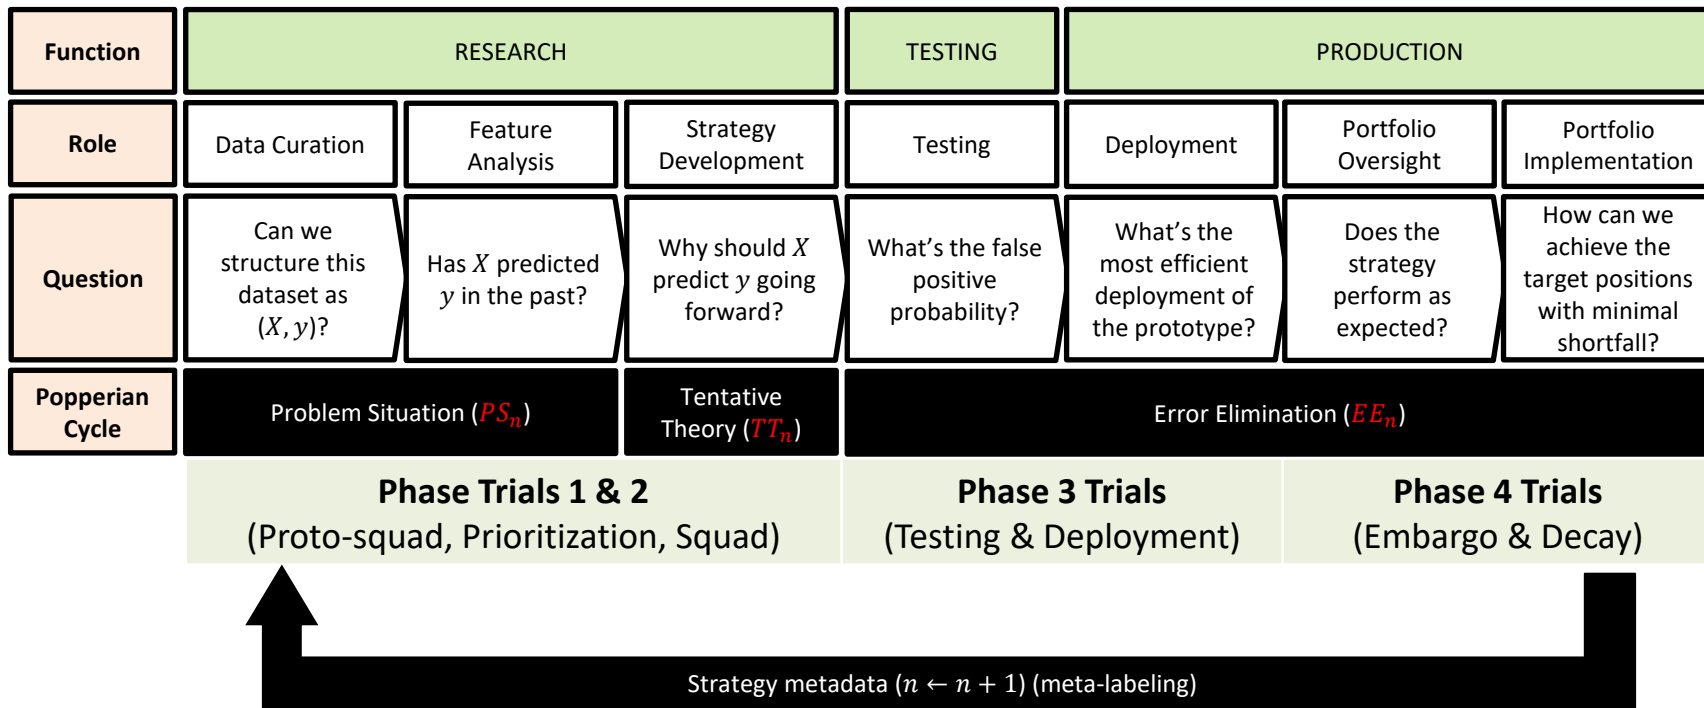 Function
RESEARCH
TESTING
PRODUCTION
Role
Data Curation
Feature
Analysis
Strategy
Development
Testing
Deployment
Portfolio
Oversight
Portfolio
Implementation
Question
Can we
structure this
dataset as
(X, y)?
Has X predicted
y in the past?
Why should X
predict y going
forward?
What's the false
positive
probability?
What's the
most efficient
deployment of
the prototype?
Does the
strategy
perform as
expected?
How can we
achieve the
target positions
with minimal
shortfall?
Popperian
Cycle
Problem Situation (PSₙ)
Tentative
Theory (TTₙ)
Error Elimination (EEₙ)
Phase Trials 1 & 2
(Proto-squad, Prioritization, Squad)
Phase 3 Trials
(Testing & Deployment)
Phase 4 Trials
(Embargo & Decay)
Strategy metadata (n ← n + 1) (meta-labeling)